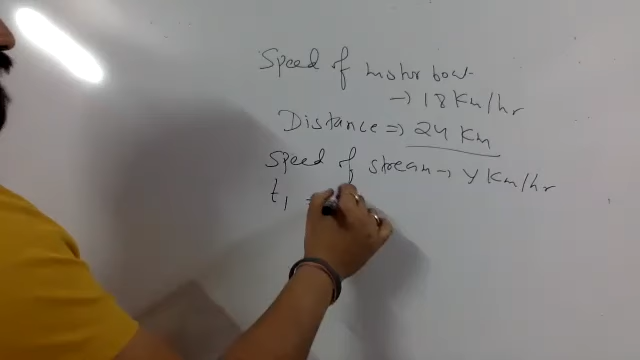 Speed of motor boat
→ 18 Km/hr
Distance ⇒ 24 Km
Speed of stream → y Km/hr
t₁ =